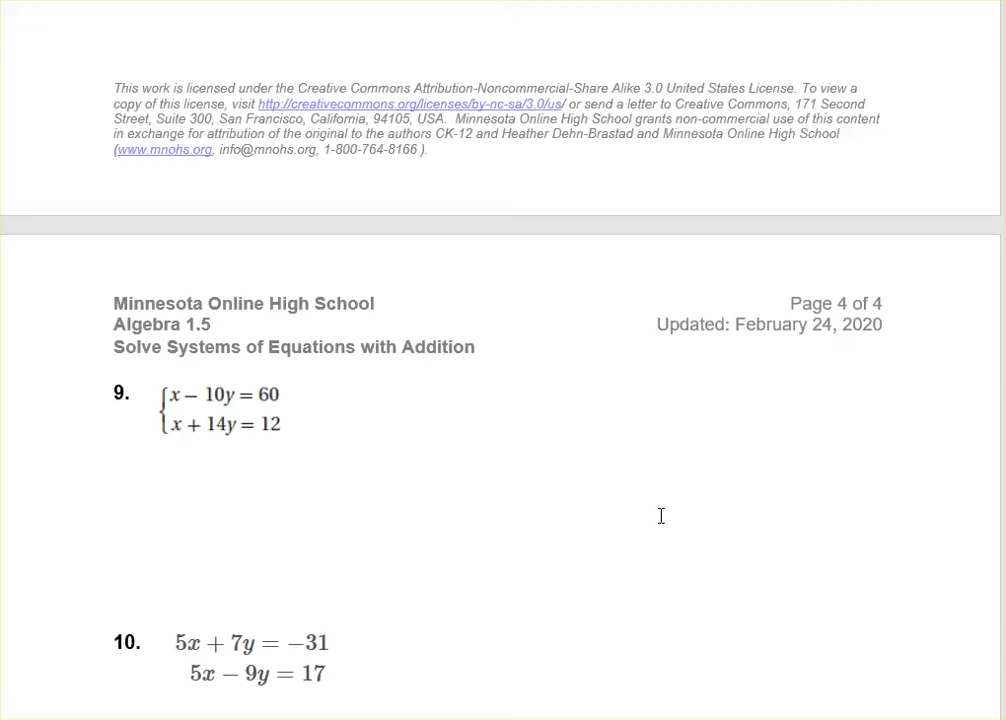 This work is licensed under the Creative Commons Attribution-Noncommercial-Share Alike 3.0 United States License. To view a
copy of this license, visit http://creativecommons.org/licenses/by-nc-sa/3.0/us/ or send a letter to Creative Commons, 171 Second
Street, Suite 300, San Francisco, California, 94105, USA. Minnesota Online High School grants non-commercial use of this content
in exchange for attribution of the original to the authors CK-12 and Heather Dehn-Brastad and Minnesota Online High School
(www.mnohs.org, info@mnohs.org, 1-800-764-8166 ).
Minnesota Online High School Page 4 of 4
Algebra 1.5 Updated: February 24, 2020
Solve Systems of Equations with Addition
9. x − 10y = 60
x + 14y = 12
10. 5x + 7y = −31
5x − 9y = 17